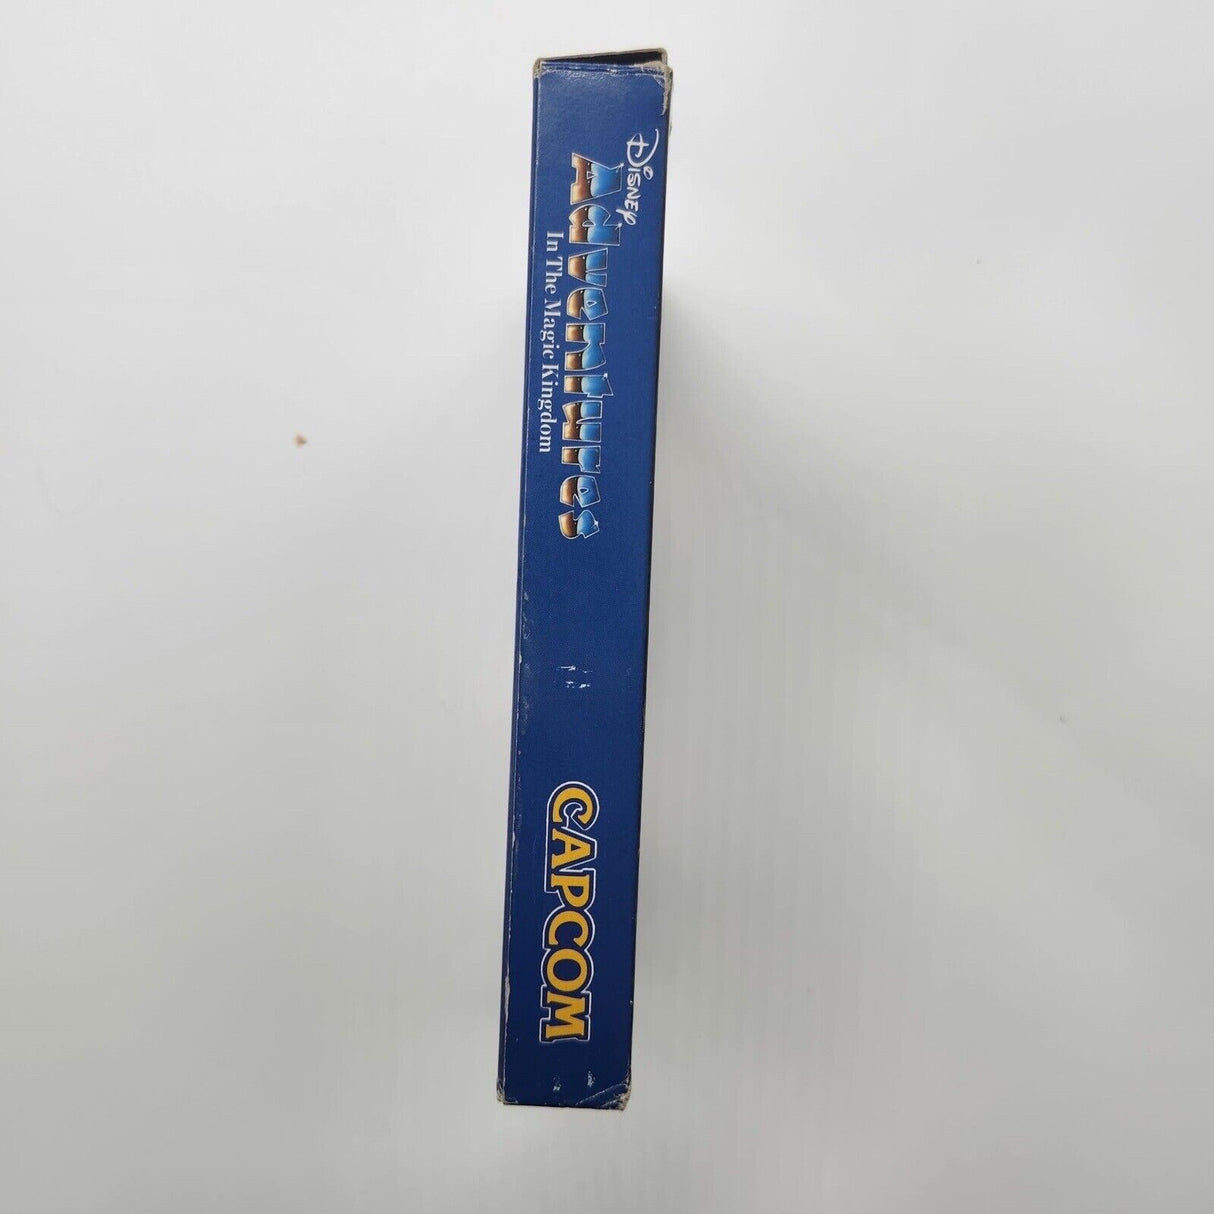 Disney
Adventures
In The Magic Kingdom
CAPCOM